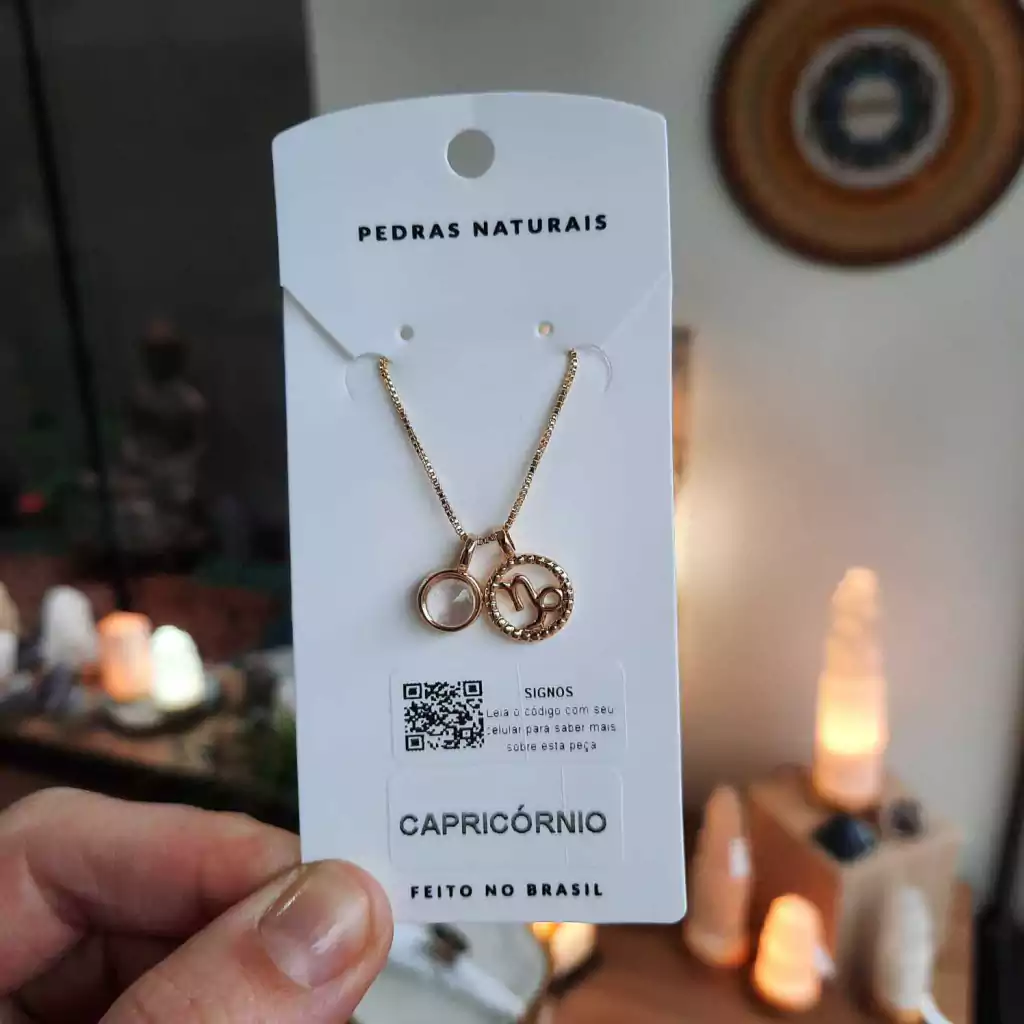 PEDRAS NATURAIS
SIGNOS
Leia o código com seu
celular para saber mais
sobre esta peça
CAPRICÓRNIO
FEITO NO BRASIL